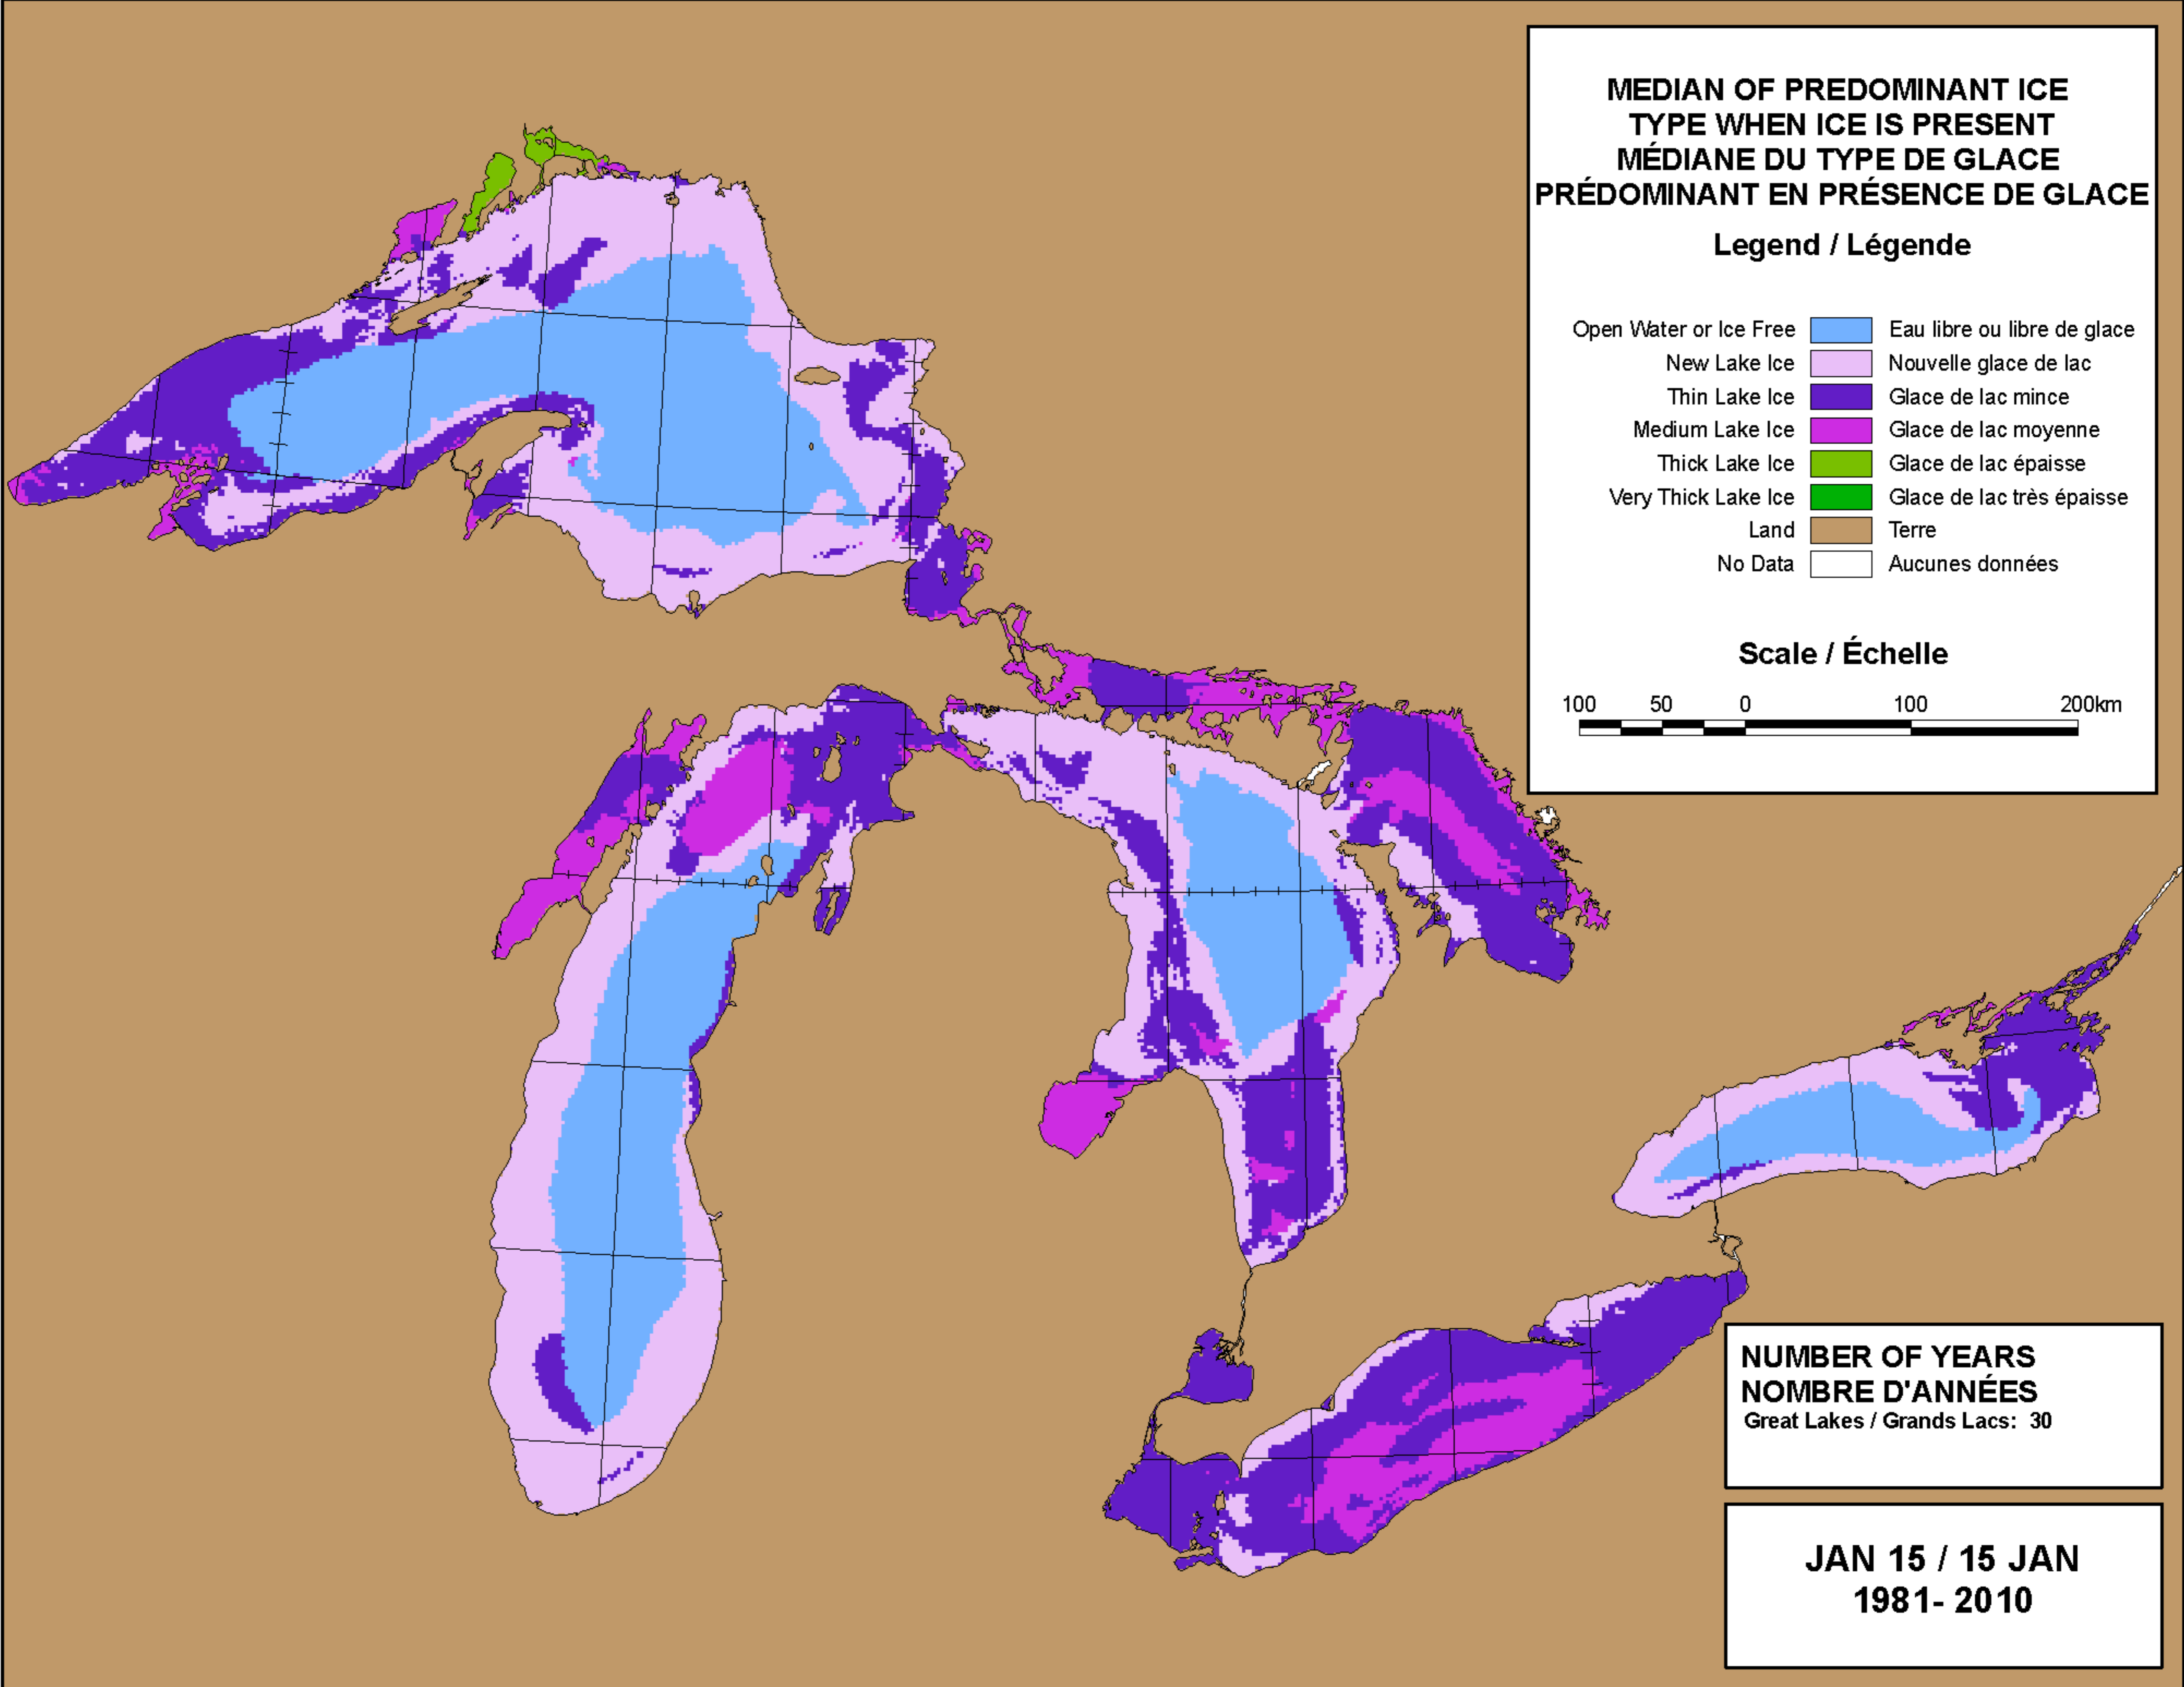 MEDIAN OF PREDOMINANT ICE
TYPE WHEN ICE IS PRESENT
MÉDIANE DU TYPE DE GLACE
PRÉDOMINANT EN PRÉSENCE DE GLACE
Legend / Légende
Open Water or Ice Free Eau libre ou libre de glace
New Lake Ice Nouvelle glace de lac
Thin Lake Ice Glace de lac mince
Medium Lake Ice Glace de lac moyenne
Thick Lake Ice Glace de lac épaisse
Very Thick Lake Ice Glace de lac très épaisse
Land Terre
No Data Aucunes données
Scale / Échelle
100 50 0 100 200km
NUMBER OF YEARS
NOMBRE D'ANNÉES
Great Lakes / Grands Lacs: 30
JAN 15 / 15 JAN
1981- 2010